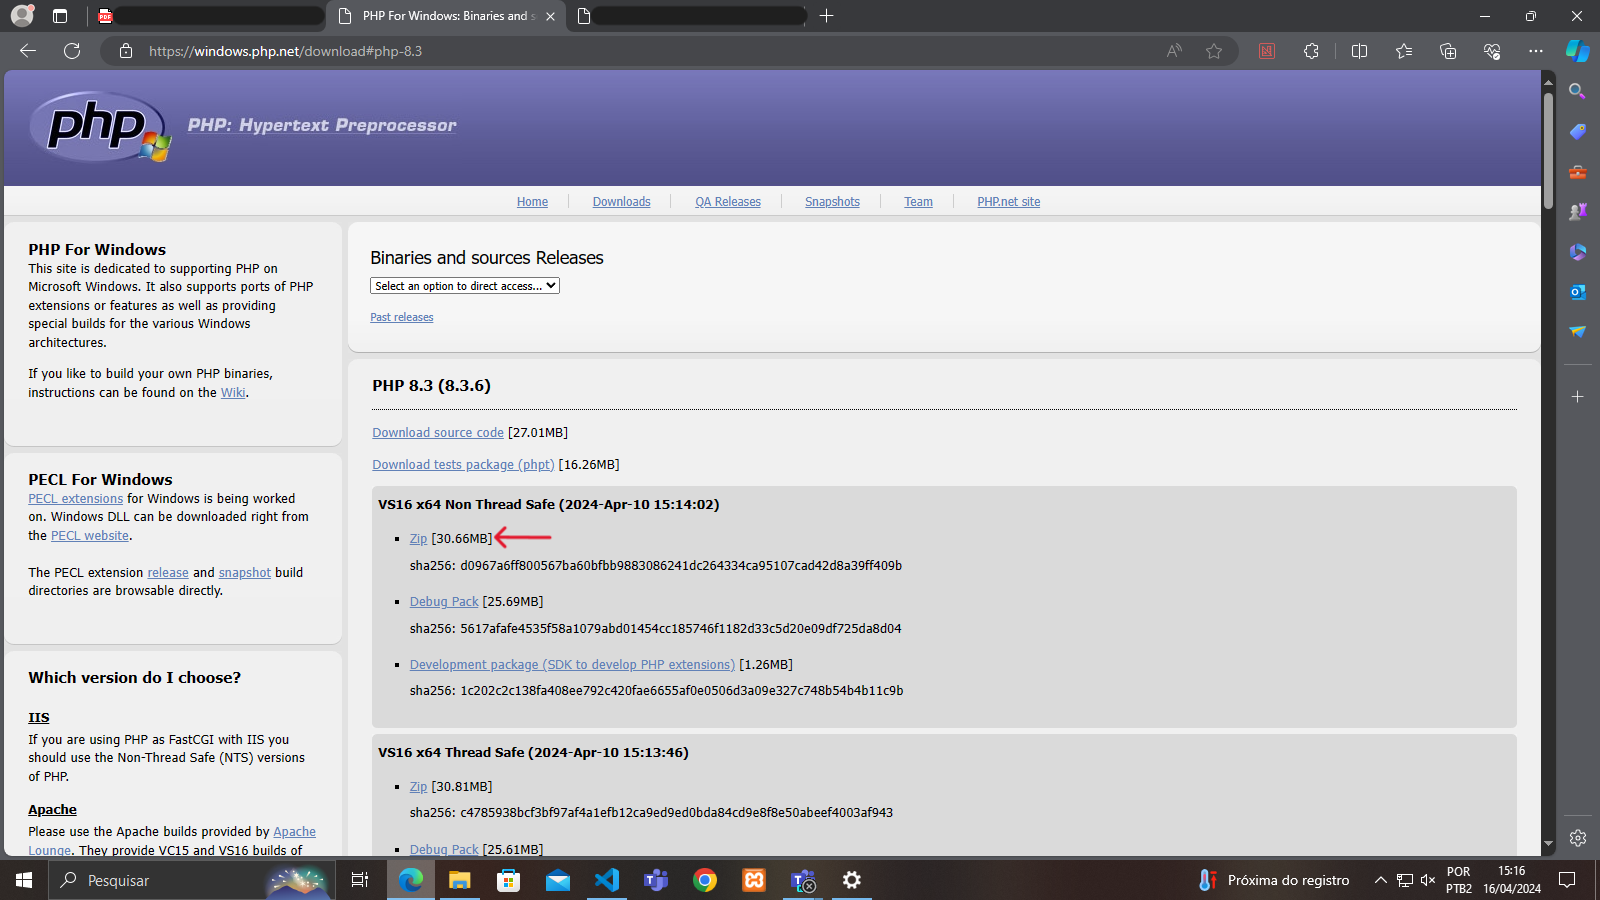 PDF
PHP For Windows: Binaries and s
https://windows.php.net/download#php-8.3
php
PHP: Hypertext Preprocessor
Home
Downloads
QA Releases
Snapshots
Team
PHP.net site
PHP For Windows
This site is dedicated to supporting PHP on
Microsoft Windows. It also supports ports of PHP
extensions or features as well as providing
special builds for the various Windows
architectures.
If you like to build your own PHP binaries,
instructions can be found on the Wiki.
PECL For Windows
PECL extensions for Windows is being worked
on. Windows DLL can be downloaded right from
the PECL website.
The PECL extension release and snapshot build
directories are browsable directly.
Which version do I choose?
IIS
If you are using PHP as FastCGI with IIS you
should use the Non-Thread Safe (NTS) versions
of PHP.
Apache
Please use the Apache builds provided by Apache
Lounge. They provide VC15 and VS16 builds of
Binaries and sources Releases
Select an option to direct access...
Past releases
PHP 8.3 (8.3.6)
Download source code [27.01MB]
Download tests package (phpt) [16.26MB]
VS16 x64 Non Thread Safe (2024-Apr-10 15:14:02)
Zip [30.66MB]
sha256: d0967a6ff800567ba60bfbb9883086241dc264334ca95107cad42d8a39ff409b
Debug Pack [25.69MB]
sha256: 5617afafe4535f58a1079abd01454cc185746f1182d33c5d20e09df725da8d04
Development package (SDK to develop PHP extensions) [1.26MB]
sha256: 1c202c2c138fa408ee792c420fae6655af0e0506d3a09e327c748b54b4b11c9b
VS16 x64 Thread Safe (2024-Apr-10 15:13:46)
Zip [30.81MB]
sha256: c4785938bcf3bf97af4a1efb12ca9ed9ed0bda84cd9e8f8e50abeef4003af943
Debug Pack [25.61MB]
Pesquisar
Próxima do registro
POR
PTB2
15:16
16/04/2024